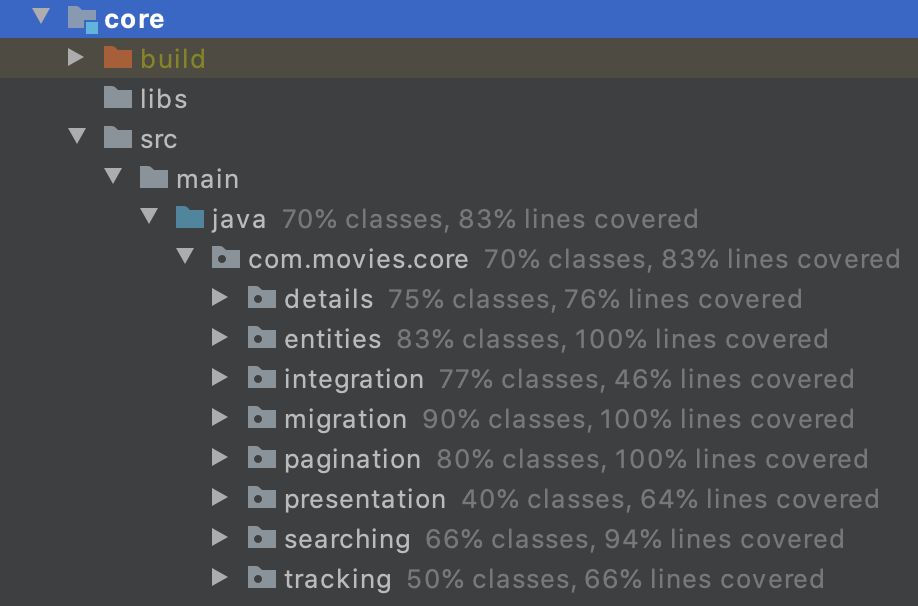 core
build
libs
src
main
java 70% classes, 83% lines covered
com.movies.core 70% classes, 83% lines covered
details 75% classes, 76% lines covered
entities 83% classes, 100% lines covered
integration 77% classes, 46% lines covered
migration 90% classes, 100% lines covered
pagination 80% classes, 100% lines covered
presentation 40% classes, 64% lines covered
searching 66% classes, 94% lines covered
tracking 50% classes, 66% lines covered